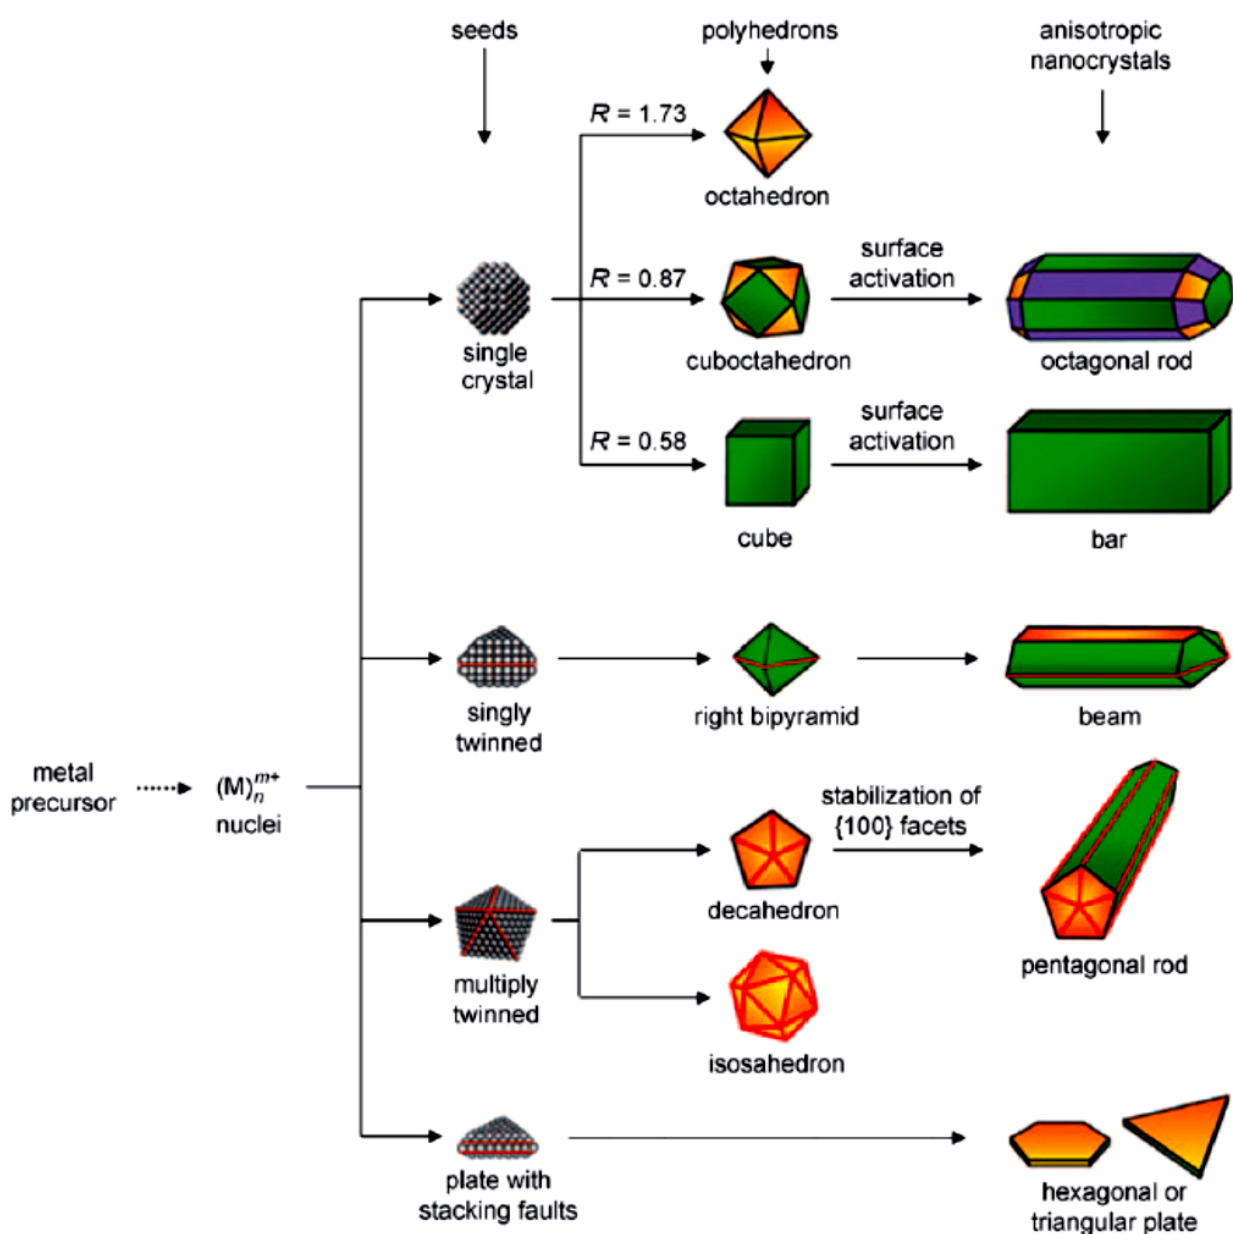 seeds
polyhedrons
anisotropic
nanocrystals
R = 1.73
octahedron
surface
activation
R = 0.87
single
crystal
cuboctahedron
octagonal rod
surface
activation
R = 0.58
cube
bar
singly
twinned
right bipyramid
beam
metal
precursor
(M)ₙᵐ⁺
nuclei
stabilization of
{100} facets
decahedron
pentagonal rod
multiply
twinned
isosahedron
plate with
stacking faults
hexagonal or
triangular plate